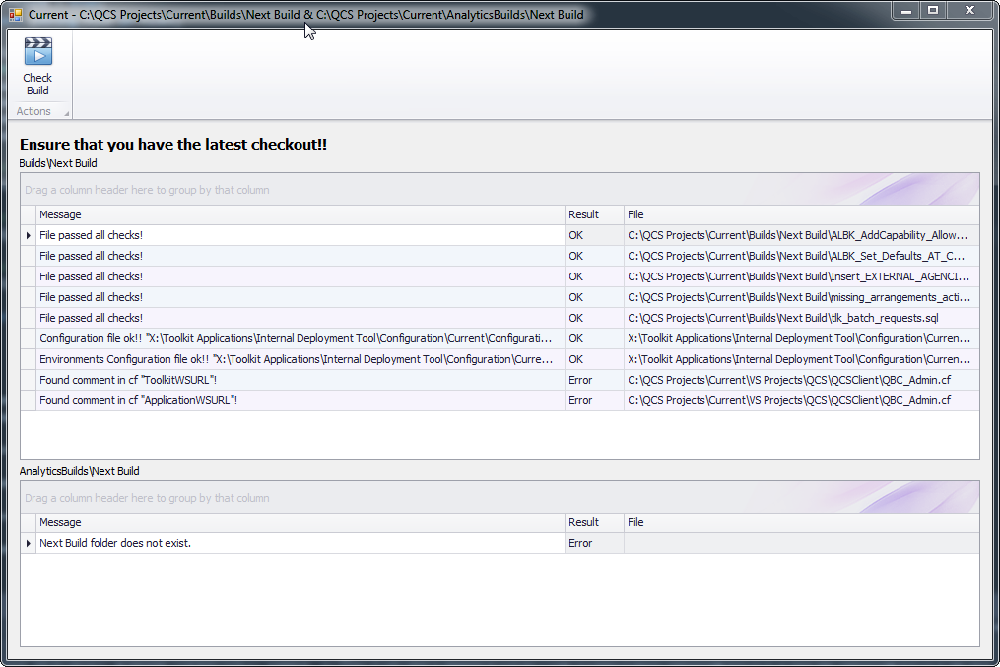 Current - C:\QCS Projects\Current\Builds\Next Build & C:\QCS Projects\Current\AnalyticsBuilds\Next Build
Check
Build
Actions
Ensure that you have the latest checkout!!
Builds\Next Build
Drag a column header here to group by that column
Message Result File
File passed all checks! OK C:\QCS Projects\Current\Builds\Next Build\ALBK_AddCapability_Allow...
File passed all checks! OK C:\QCS Projects\Current\Builds\Next Build\ALBK_Set_Defaults_AT_C...
File passed all checks! OK C:\QCS Projects\Current\Builds\Next Build\Insert_EXTERNAL_AGENCI...
File passed all checks! OK C:\QCS Projects\Current\Builds\Next Build\missing_arrangements_acti...
File passed all checks! OK C:\QCS Projects\Current\Builds\Next Build\tlk_batch_requests.sql
Configuration file ok!! "X:\Toolkit Applications\Internal Deployment Tool\Configuration\Current\Configurati... OK X:\Toolkit Applications\Internal Deployment Tool\Configuration\Curren...
Environments Configuration file ok!! "X:\Toolkit Applications\Internal Deployment Tool\Configuration\Curre... OK X:\Toolkit Applications\Internal Deployment Tool\Configuration\Curren...
Found comment in cf "ToolkitWSURL"! Error C:\QCS Projects\Current\VS Projects\QCS\QCSClient\QBC_Admin.cf
Found comment in cf "ApplicationWSURL"! Error C:\QCS Projects\Current\VS Projects\QCS\QCSClient\QBC_Admin.cf
AnalyticsBuilds\Next Build
Drag a column header here to group by that column
Message Result File
Next Build folder does not exist. Error